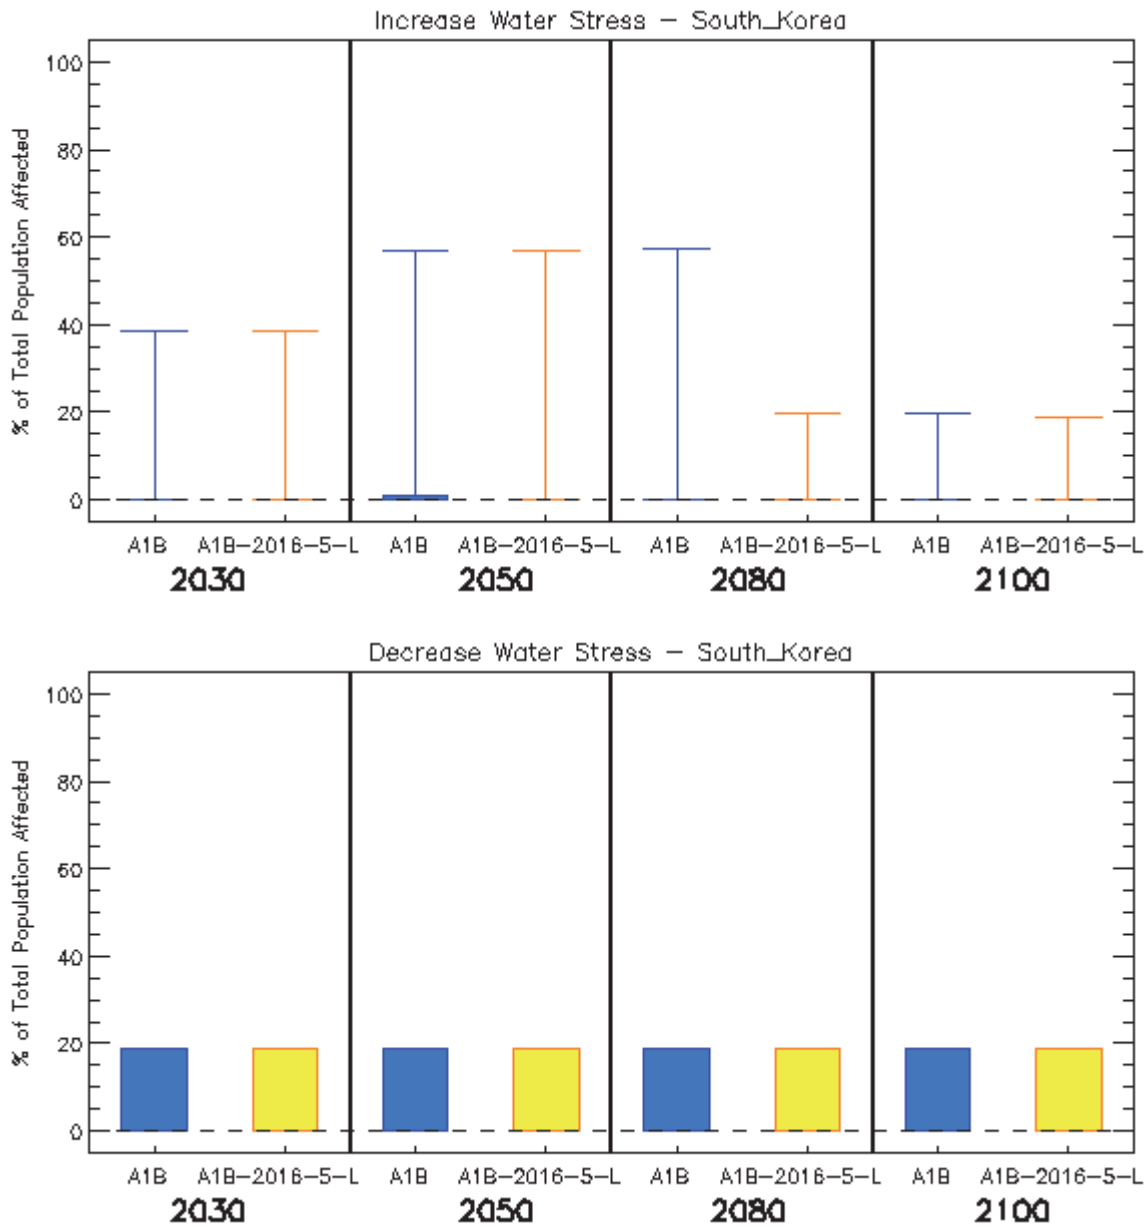 Increase Water Stress - South_Korea
% of Total Population Affected
100
80
60
40
20
0
A1B A1B-2016-5-L A1B A1B-2016-5-L A1B A1B-2016-5-L A1B A1B-2016-5-L
2030 2050 2080 2100
Decrease Water Stress - South_Korea
% of Total Population Affected
100
80
60
40
20
0
A1B A1B-2016-5-L A1B A1B-2016-5-L A1B A1B-2016-5-L A1B A1B-2016-5-L
2030 2050 2080 2100